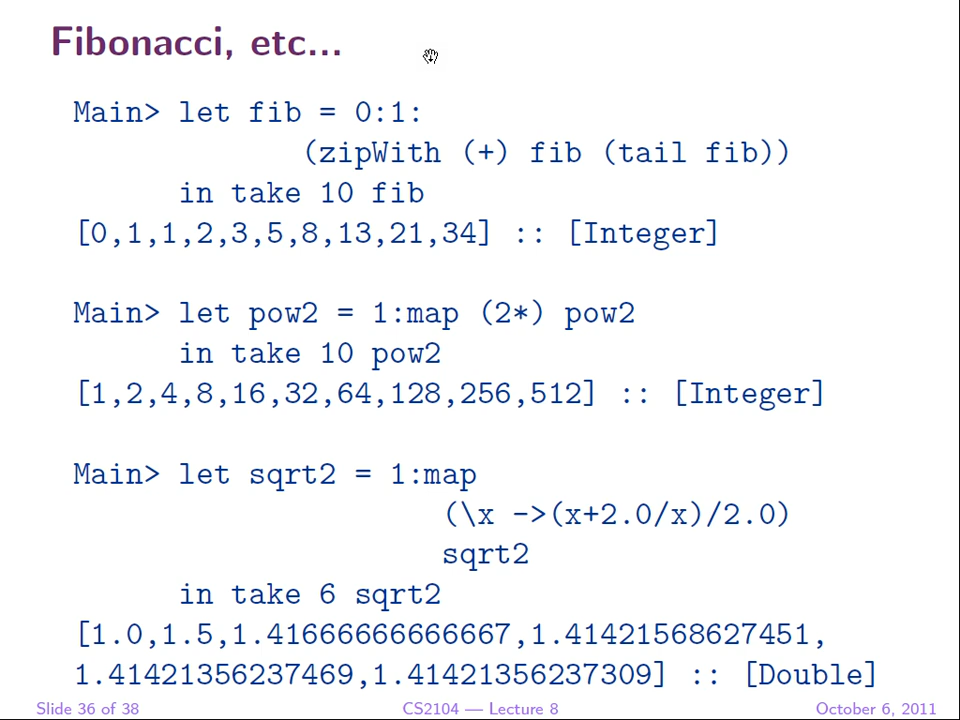 Fibonacci, etc...
Main> let fib = 0:1:
(zipWith (+) fib (tail fib))
in take 10 fib
[0,1,1,2,3,5,8,13,21,34] :: [Integer]
Main> let pow2 = 1:map (2*) pow2
in take 10 pow2
[1,2,4,8,16,32,64,128,256,512] :: [Integer]
Main> let sqrt2 = 1:map
(\x ->(x+2.0/x)/2.0)
sqrt2
in take 6 sqrt2
[1.0,1.5,1.41666666666667,1.41421568627451,
1.41421356237469,1.41421356237309] :: [Double]
Slide 36 of 38 CS2104 — Lecture 8 October 6, 2011